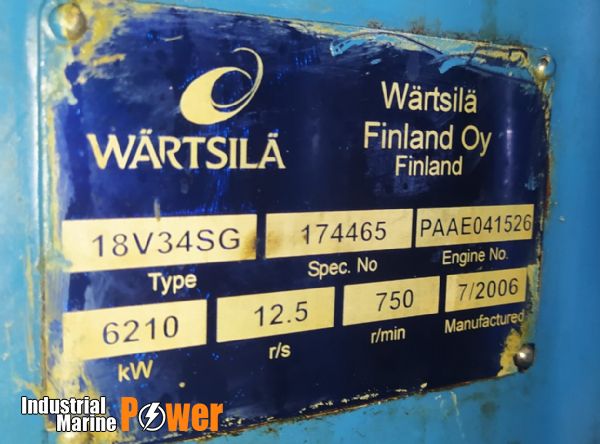 WÄRTSILÄ
Wärtsilä
Finland Oy
Finland
18V34SG 174465 PAAE041526
Type Spec. No Engine No.
6210 12.5 750 7/2006
kW r/s r/min Manufactured
Industrial
Marine Power